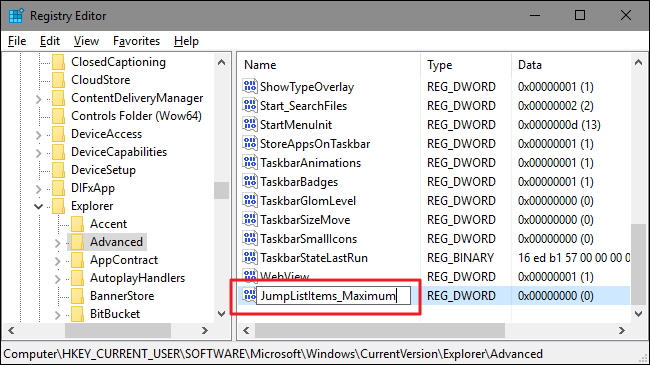 Registry Editor
File Edit View Favorites Help
ClosedCaptioning
CloudStore
ContentDeliveryManager
Controls Folder (Wow64)
DeviceAccess
DeviceCapabilities
DeviceSetup
DIFxApp
Explorer
Accent
Advanced
AppContract
AutoplayHandlers
BannerStore
BitBucket
Name Type Data
ShowTypeOverlay REG_DWORD 0x00000001 (1)
Start_SearchFiles REG_DWORD 0x00000002 (2)
StartMenuInit REG_DWORD 0x0000000d (13)
StoreAppsOnTaskbar REG_DWORD 0x00000001 (1)
TaskbarAnimations REG_DWORD 0x00000001 (1)
TaskbarBadges REG_DWORD 0x00000001 (1)
TaskbarGlomLevel REG_DWORD 0x00000000 (0)
TaskbarSizeMove REG_DWORD 0x00000000 (0)
TaskbarSmallIcons REG_DWORD 0x00000000 (0)
TaskbarStateLastRun REG_BINARY 16 ed b1 57 00 00 00 0
WebView REG_DWORD 0x00000001 (1)
JumpListItems_Maximum REG_DWORD 0x00000000 (0)
Computer\HKEY_CURRENT_USER\SOFTWARE\Microsoft\Windows\CurrentVersion\Explorer\Advanced